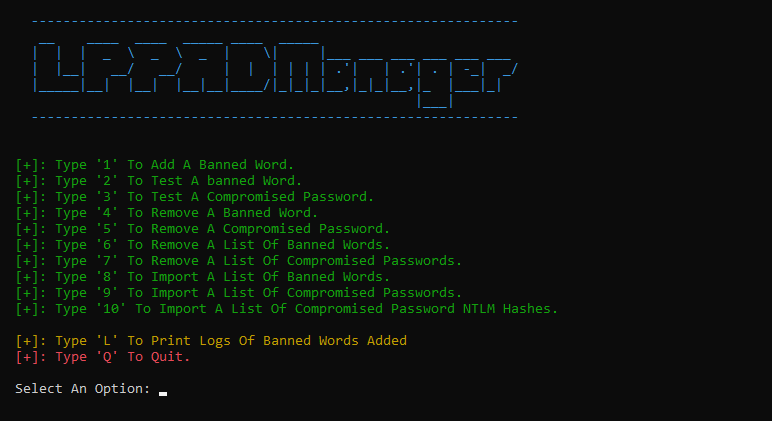 [+]: Type '1' To Add A Banned Word.
[+]: Type '2' To Test A banned Word.
[+]: Type '3' To Test A Compromised Password.
[+]: Type '4' To Remove A Banned Word.
[+]: Type '5' To Remove A Compromised Password.
[+]: Type '6' To Remove A List Of Banned Words.
[+]: Type '7' To Remove A List Of Compromised Passwords.
[+]: Type '8' To Import A List Of Banned Words.
[+]: Type '9' To Import A List Of Compromised Passwords.
[+]: Type '10' To Import A List Of Compromised Password NTLM Hashes.
[+]: Type 'L' To Print Logs Of Banned Words Added
[+]: Type 'Q' To Quit.
Select An Option: